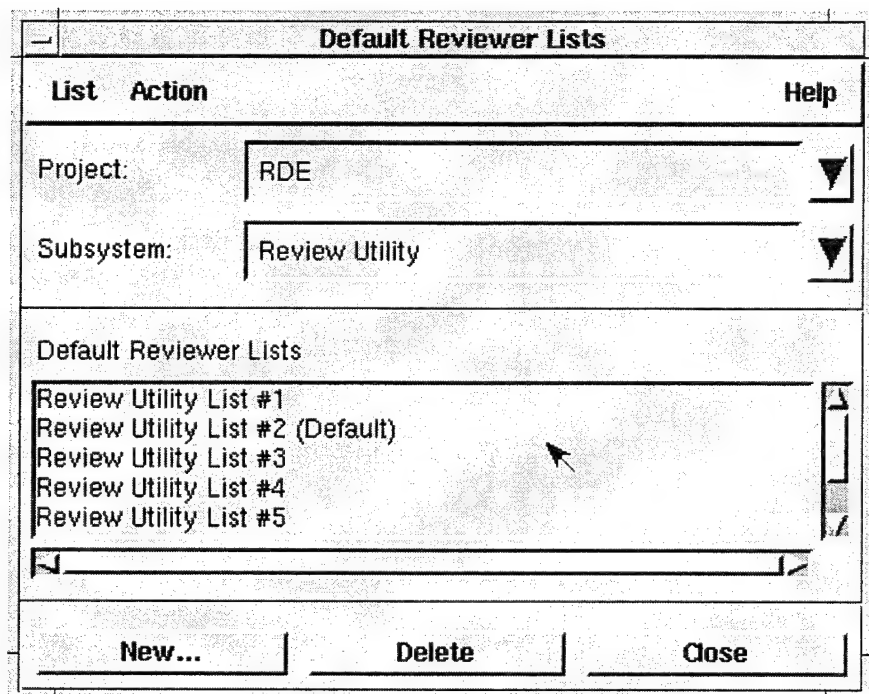 Default Reviewer Lists
List Action Help
Project: RDE
Subsystem: Review Utility
Default Reviewer Lists
Review Utility List #1
Review Utility List #2 (Default)
Review Utility List #3
Review Utility List #4
Review Utility List #5
New... Delete Close